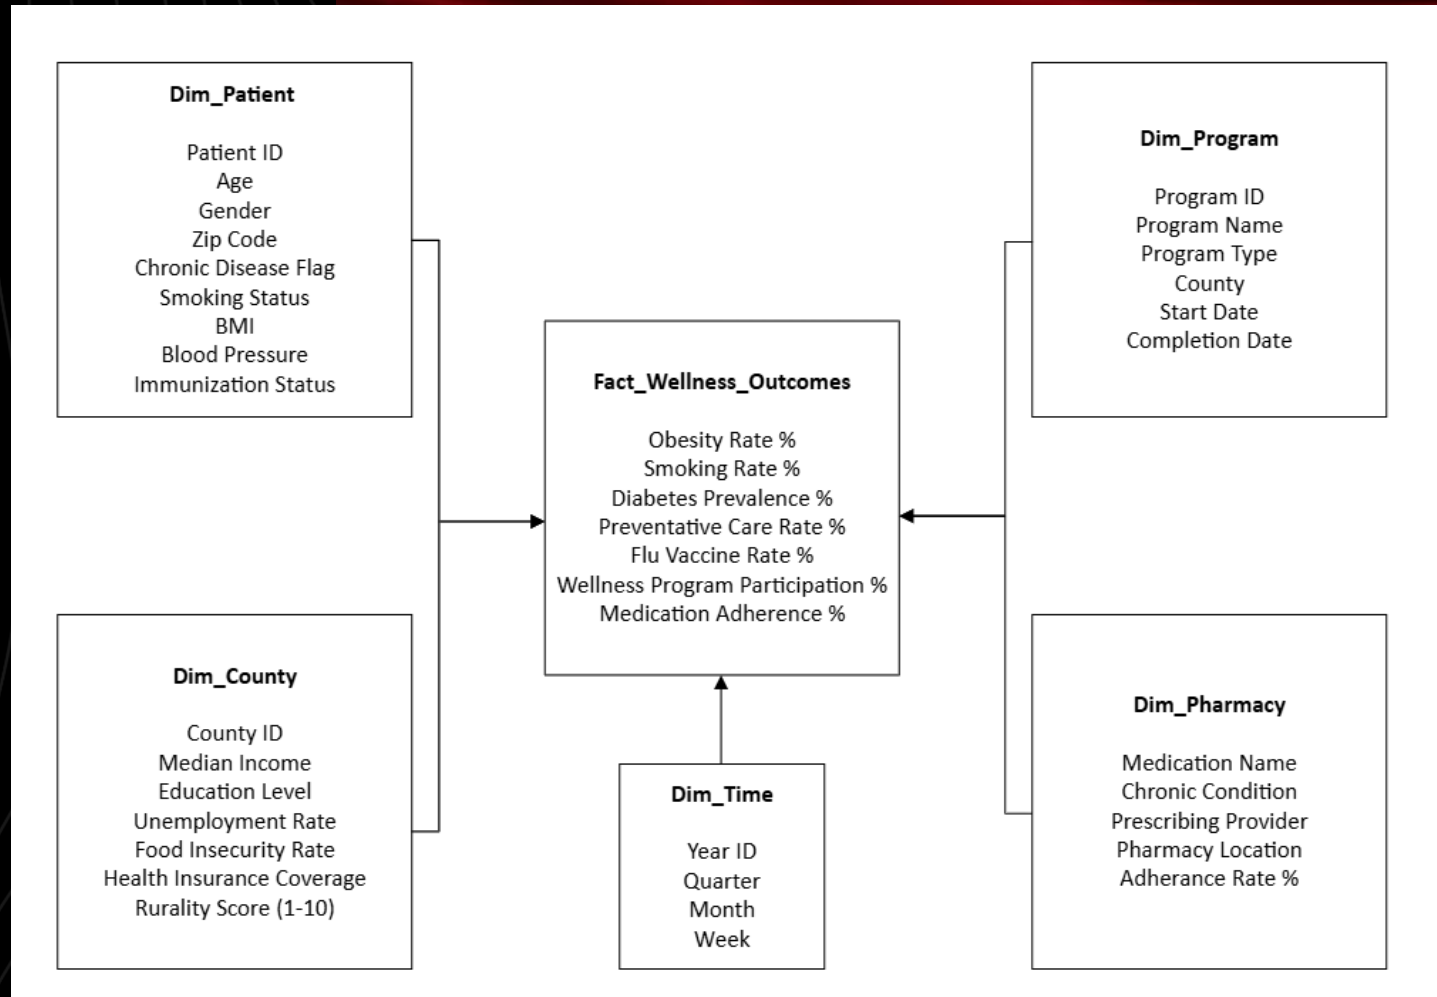 Dim_Patient
Patient ID
Age
Gender
Zip Code
Chronic Disease Flag
Smoking Status
BMI
Blood Pressure
Immunization Status
Dim_Program
Program ID
Program Name
Program Type
County
Start Date
Completion Date
Fact_Wellness_Outcomes
Obesity Rate %
Smoking Rate %
Diabetes Prevalence %
Preventative Care Rate %
Flu Vaccine Rate %
Wellness Program Participation %
Medication Adherence %
Dim_County
County ID
Median Income
Education Level
Unemployment Rate
Food Insecurity Rate
Health Insurance Coverage
Rurality Score (1-10)
Dim_Time
Year ID
Quarter
Month
Week
Dim_Pharmacy
Medication Name
Chronic Condition
Prescribing Provider
Pharmacy Location
Adherance Rate %